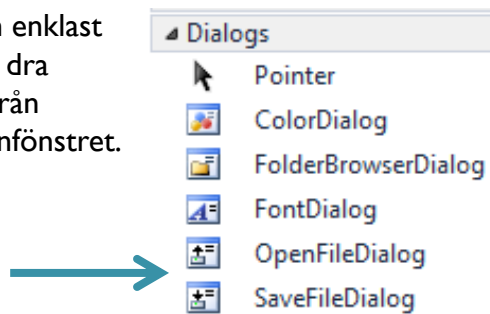 enklast
dra
rån
nfönstret.
Dialogs
Pointer
ColorDialog
FolderBrowserDialog
FontDialog
OpenFileDialog
SaveFileDialog